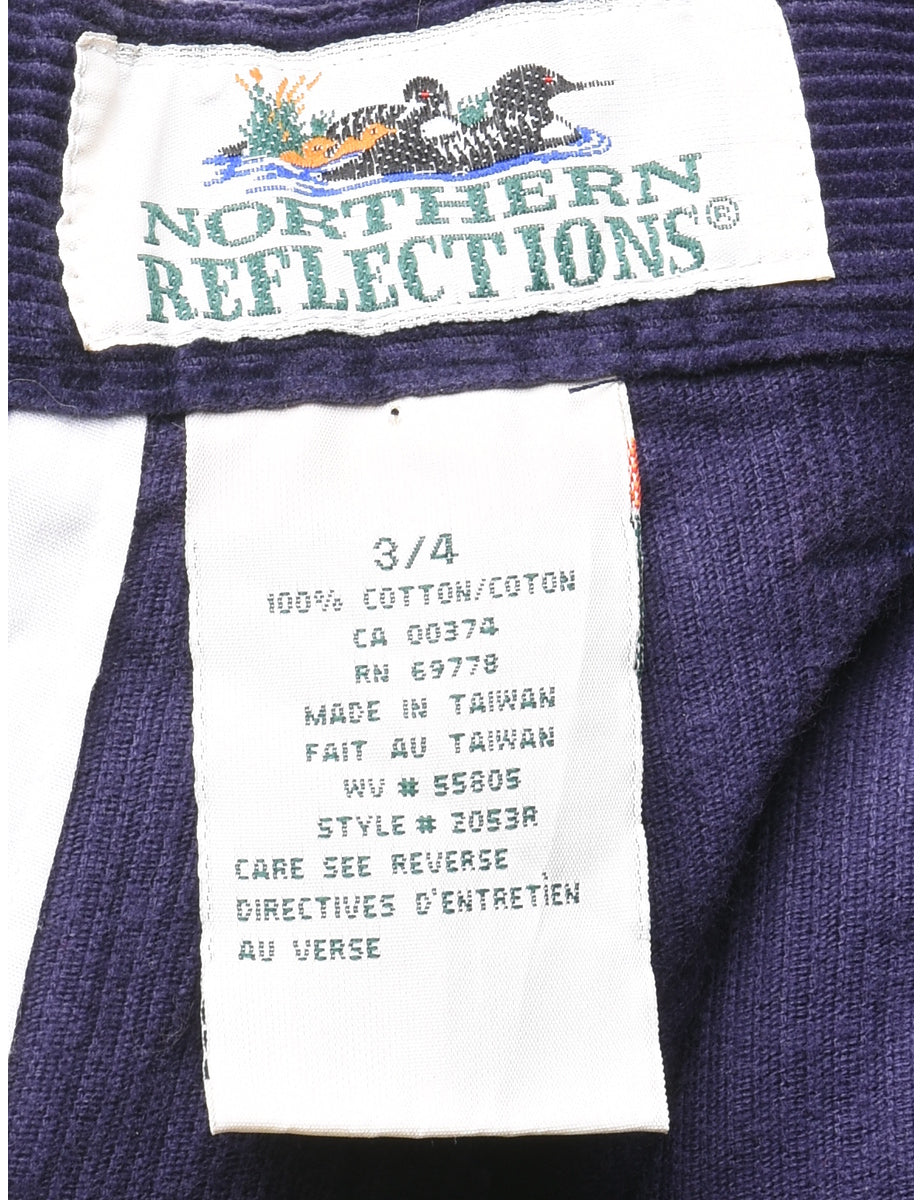 NORTHERN
REFLECTIONS®
3/4
100% COTTON/COTON
CA 00374
RN 69778
MADE IN TAIWAN
FAIT AU TAIWAN
WV # 55805
STYLE # 2053R
CARE SEE REVERSE
DIRECTIVES D'ENTRETIEN
AU VERSE